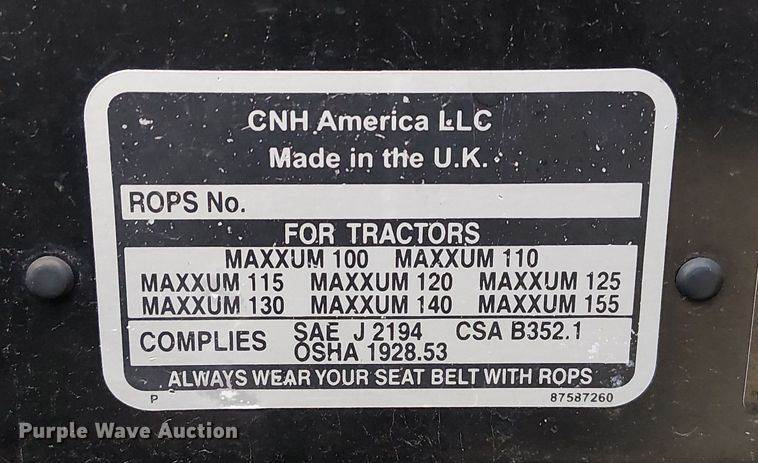 CNH America LLC
Made in the U.K.
ROPS No.
FOR TRACTORS
MAXXUM 100 MAXXUM 110
MAXXUM 115 MAXXUM 120 MAXXUM 125
MAXXUM 130 MAXXUM 140 MAXXUM 155
COMPLIES SAE J 2194 CSA B352.1
OSHA 1928.53
ALWAYS WEAR YOUR SEAT BELT WITH ROPS
P 87587260
Purple Wave Auction